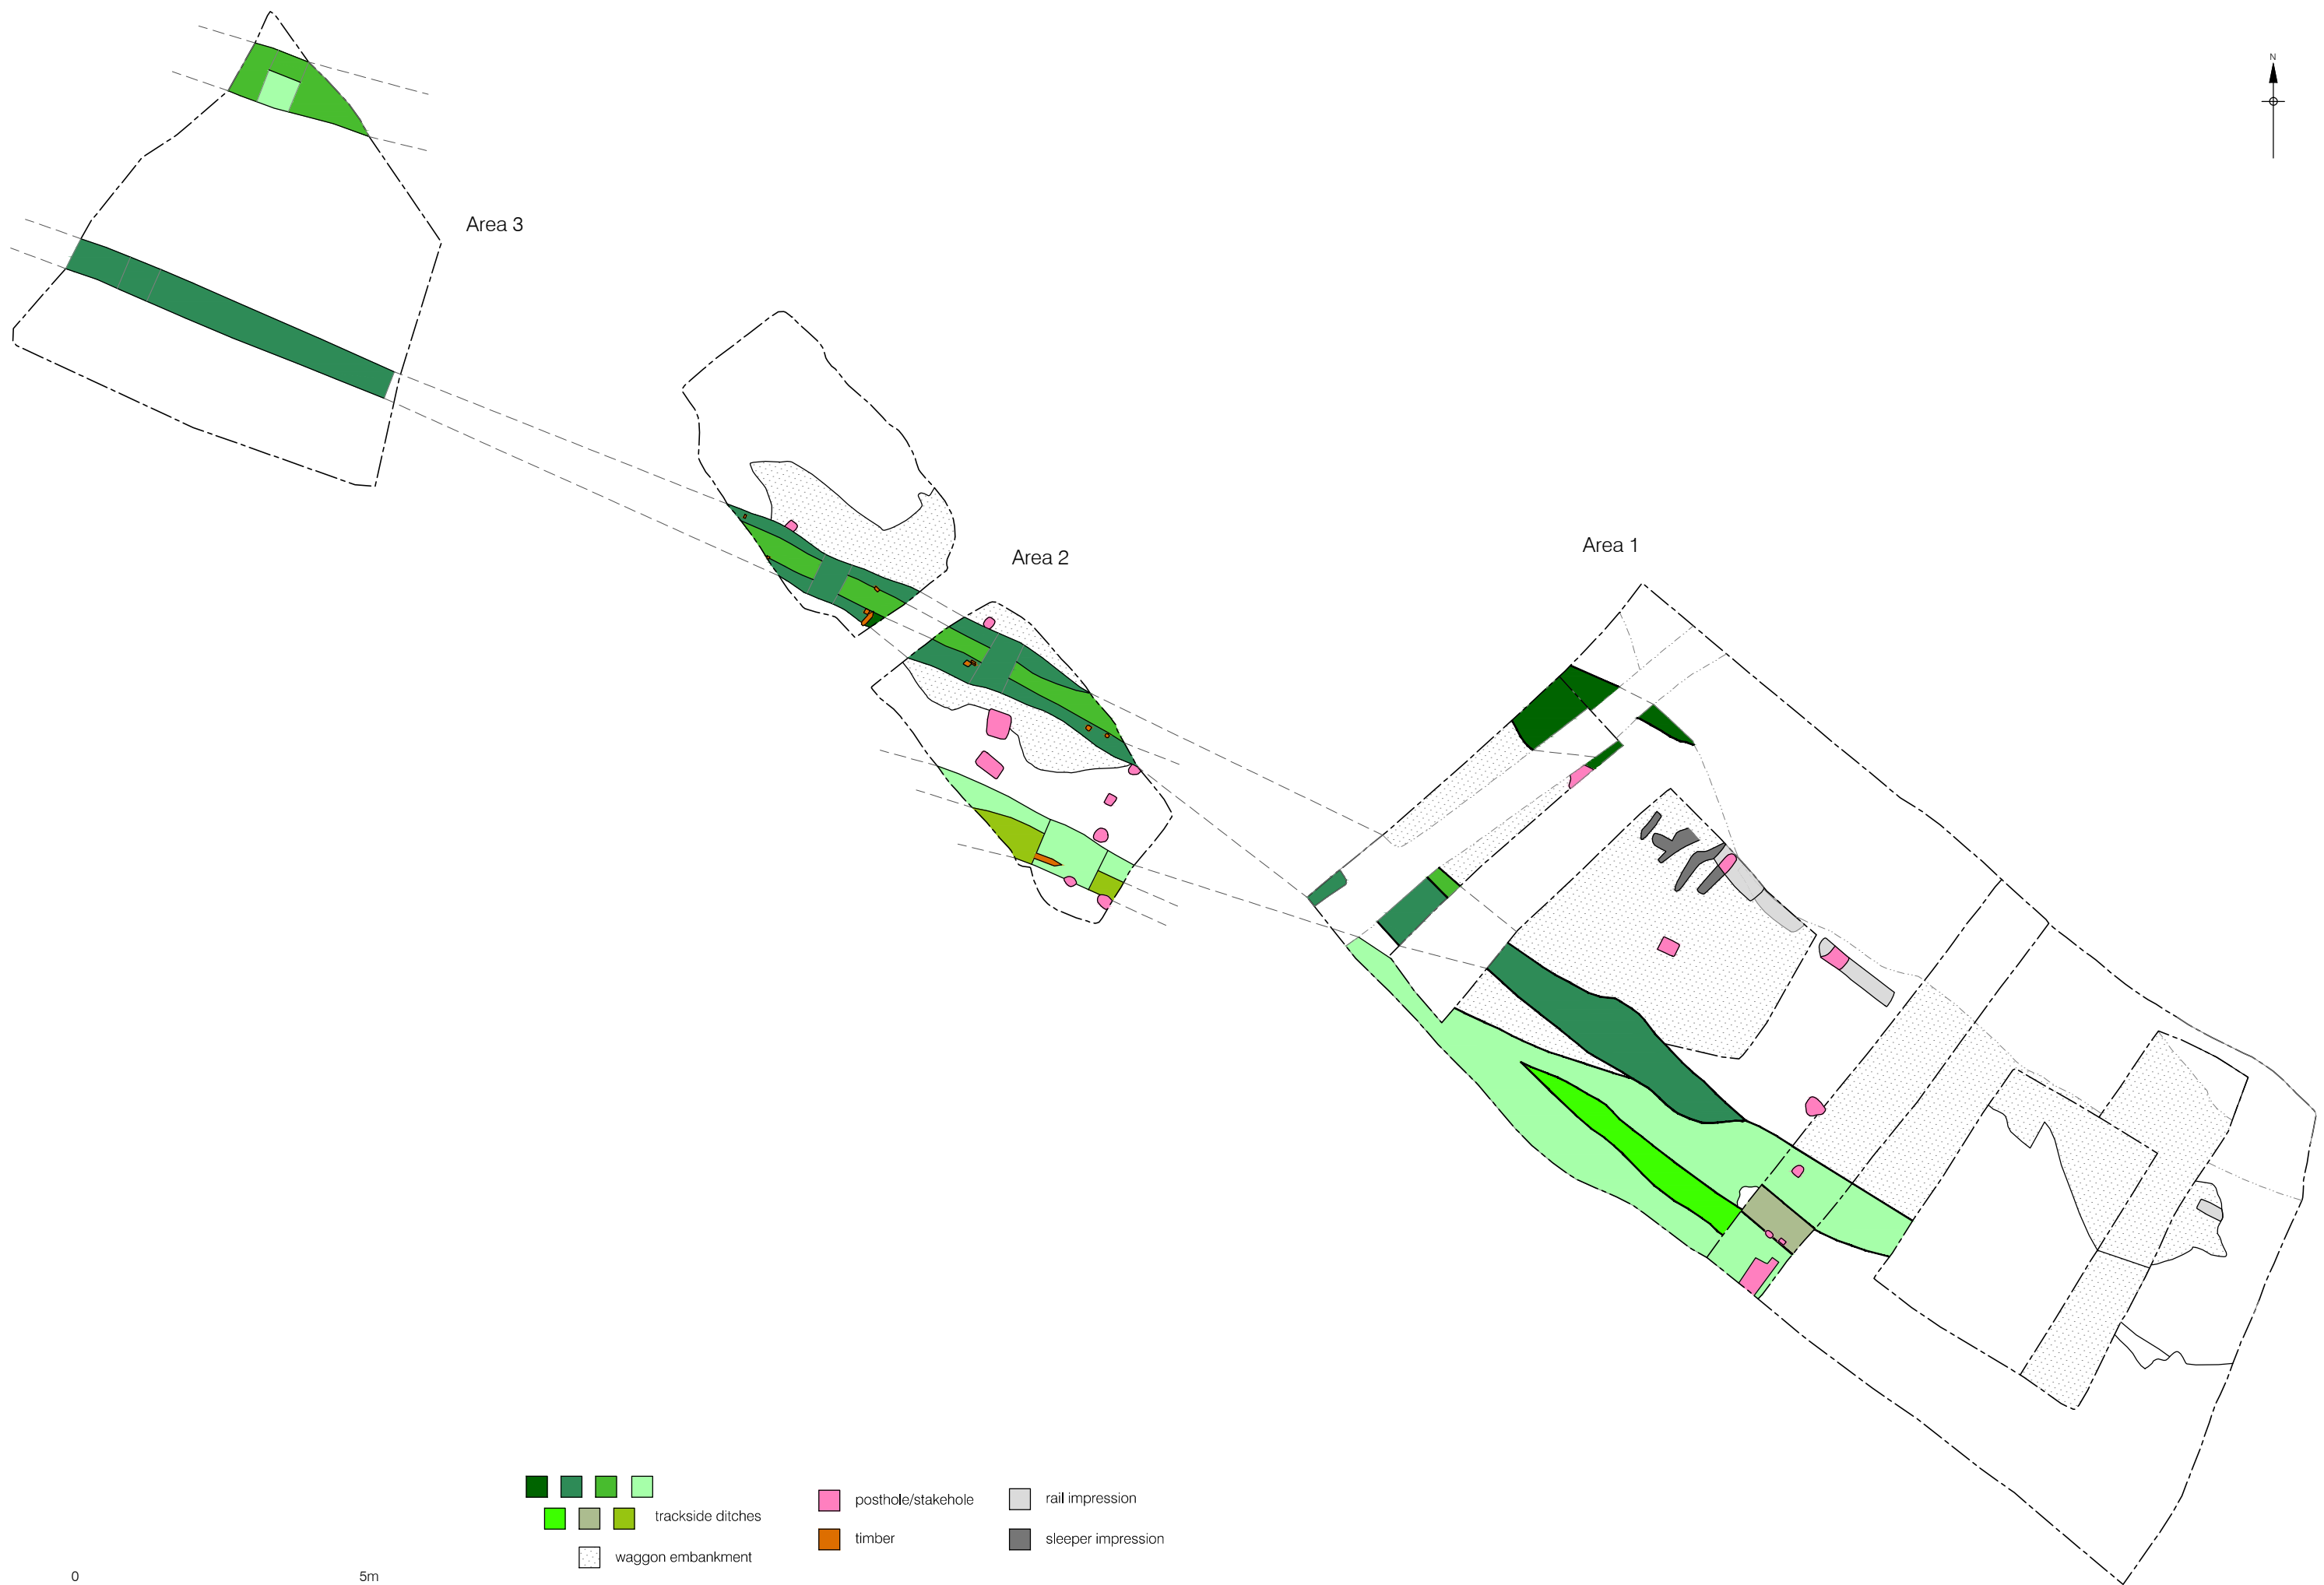 N
Area 3
Area 2
Area 1
trackside ditches
waggon embankment
posthole/stakehole
timber
rail impression
sleeper impression
0 5m